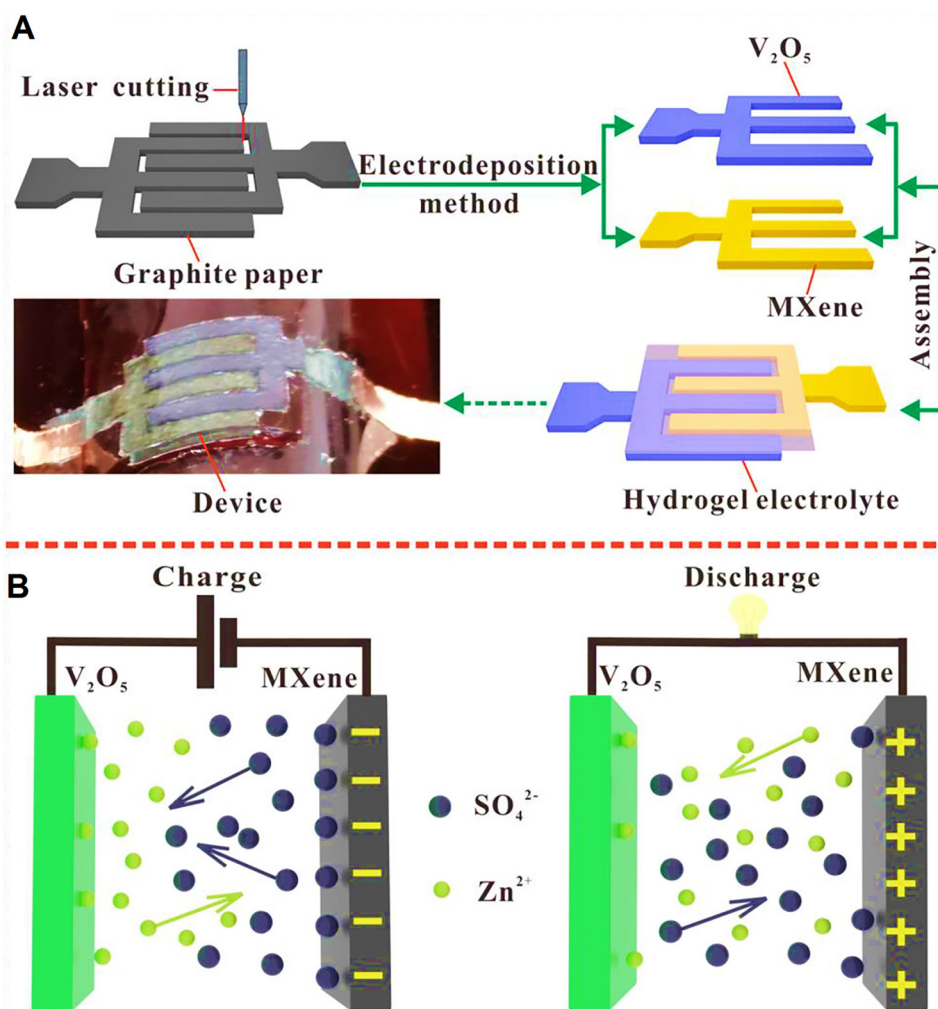 A
Laser cutting
V₂O₅
Electrodeposition
method
Graphite paper
MXene
Assembly
Device
Hydrogel electrolyte
B
Charge
Discharge
V₂O₅
MXene
V₂O₅
MXene
SO₄²⁻
Zn²⁺